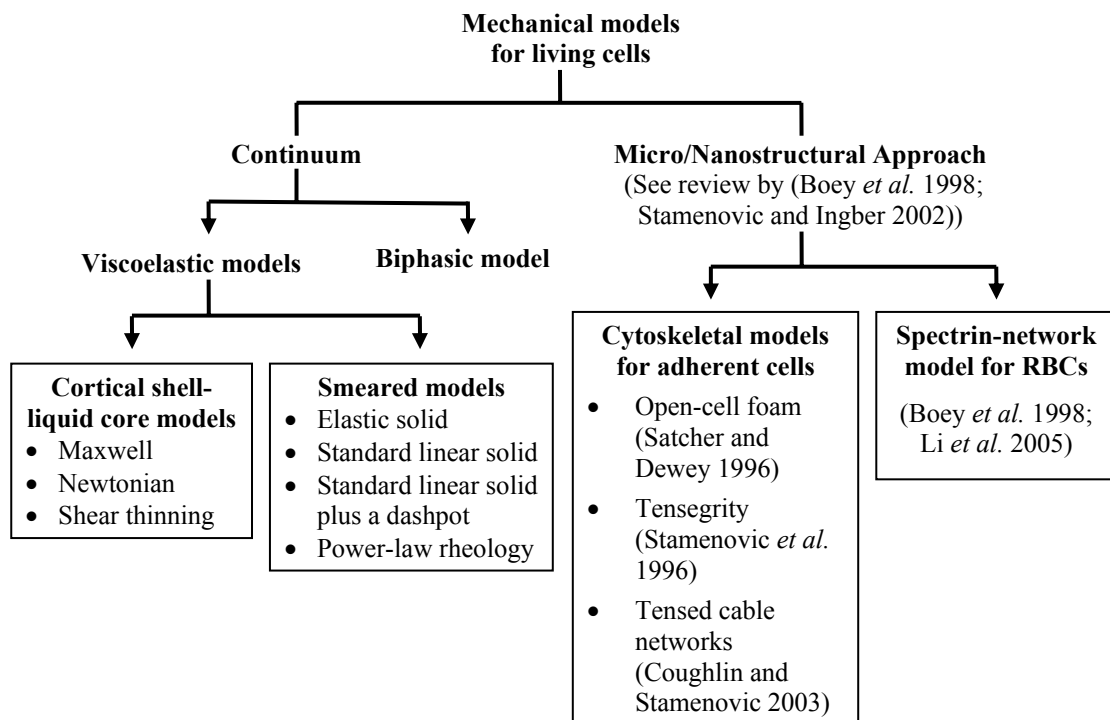 Mechanical models
for living cells
Continuum
Micro/Nanostructural Approach
(See review by (Boey et al. 1998;
Stamenovic and Ingber 2002))
Viscoelastic models
Biphasic model
Cortical shell-
liquid core models
• Maxwell
• Newtonian
• Shear thinning
Smeared models
• Elastic solid
• Standard linear solid
• Standard linear solid
plus a dashpot
• Power-law rheology
Cytoskeletal models
for adherent cells
• Open-cell foam
(Satcher and
Dewey 1996)
• Tensegrity
(Stamenovic et al.
1996)
• Tensed cable
networks
(Coughlin and
Stamenovic 2003)
Spectrin-network
model for RBCs
(Boey et al. 1998;
Li et al. 2005)